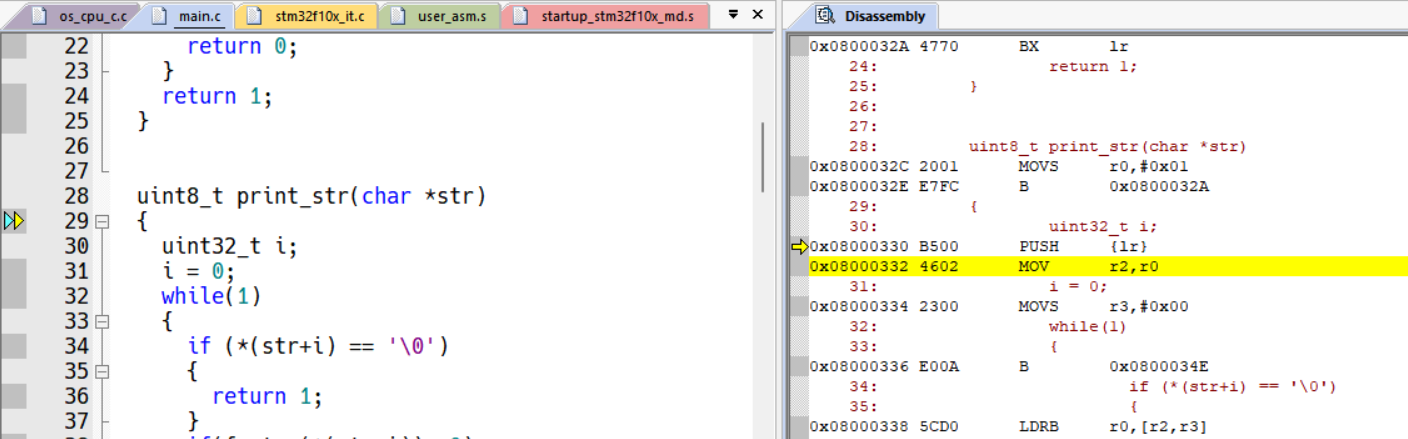 os_cpu_c.c main.c stm32f10x_it.c user_asm.s startup_stm32f10x_md.s
22 return 0;
23 }
24 return 1;
25 }
26
27
28 uint8_t print_str(char *str)
29 {
30 uint32_t i;
31 i = 0;
32 while(1)
33 {
34 if (*(str+i) == '\0')
35 {
36 return 1;
37 }
Disassembly
0x0800032A 4770 BX lr
24: return 1;
25: }
26:
27:
28: uint8_t print_str(char *str)
0x0800032C 2001 MOVS r0,#0x01
0x0800032E E7FC B 0x0800032A
29: {
30: uint32_t i;
0x08000330 B500 PUSH {lr}
0x08000332 4602 MOV r2,r0
31: i = 0;
0x08000334 2300 MOVS r3,#0x00
32: while(1)
33: {
0x08000336 E00A B 0x0800034E
34: if (*(str+i) == '\0')
35: {
0x08000338 5CD0 LDRB r0,[r2,r3]